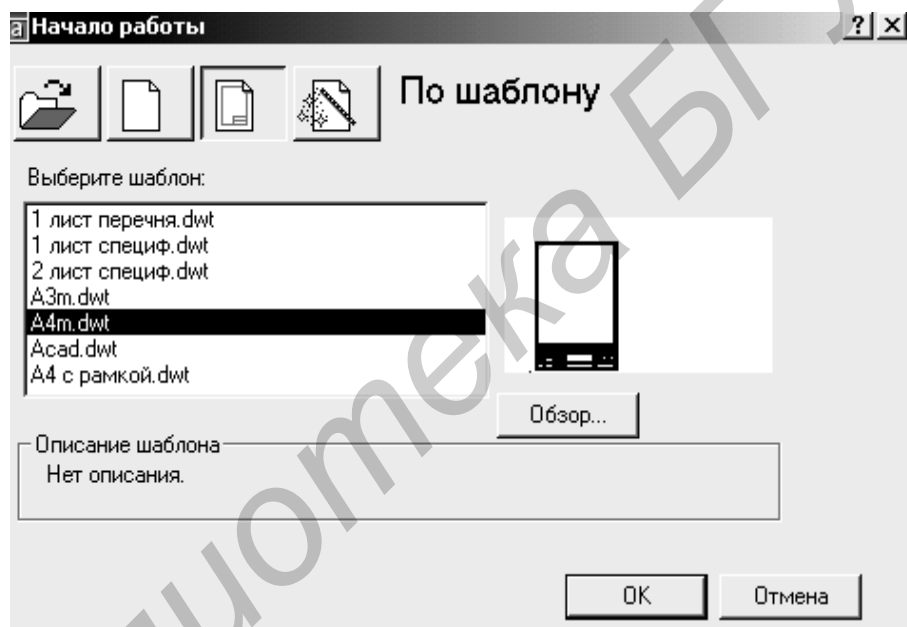 Начало работы
По шаблону
Выберите шаблон:
1 лист перечня.dwt
1 лист специф.dwt
2 лист специф.dwt
A3m.dwt
A4m.dwt
Acad.dwt
A4 с рамкой.dwt
Обзор...
Описание шаблона
Нет описания.
OK
Отмена